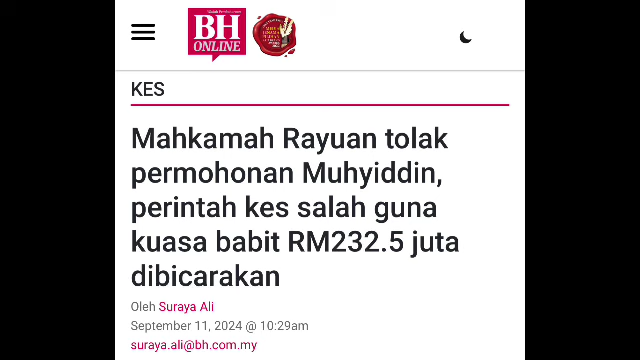 BH
ONLINE
KES
Mahkamah Rayuan tolak
permohonan Muhyiddin,
perintah kes salah guna
kuasa babit RM232.5 juta
dibicarakan
Oleh Suraya Ali
September 11, 2024 @ 10:29am
suraya.ali@bh.com.my